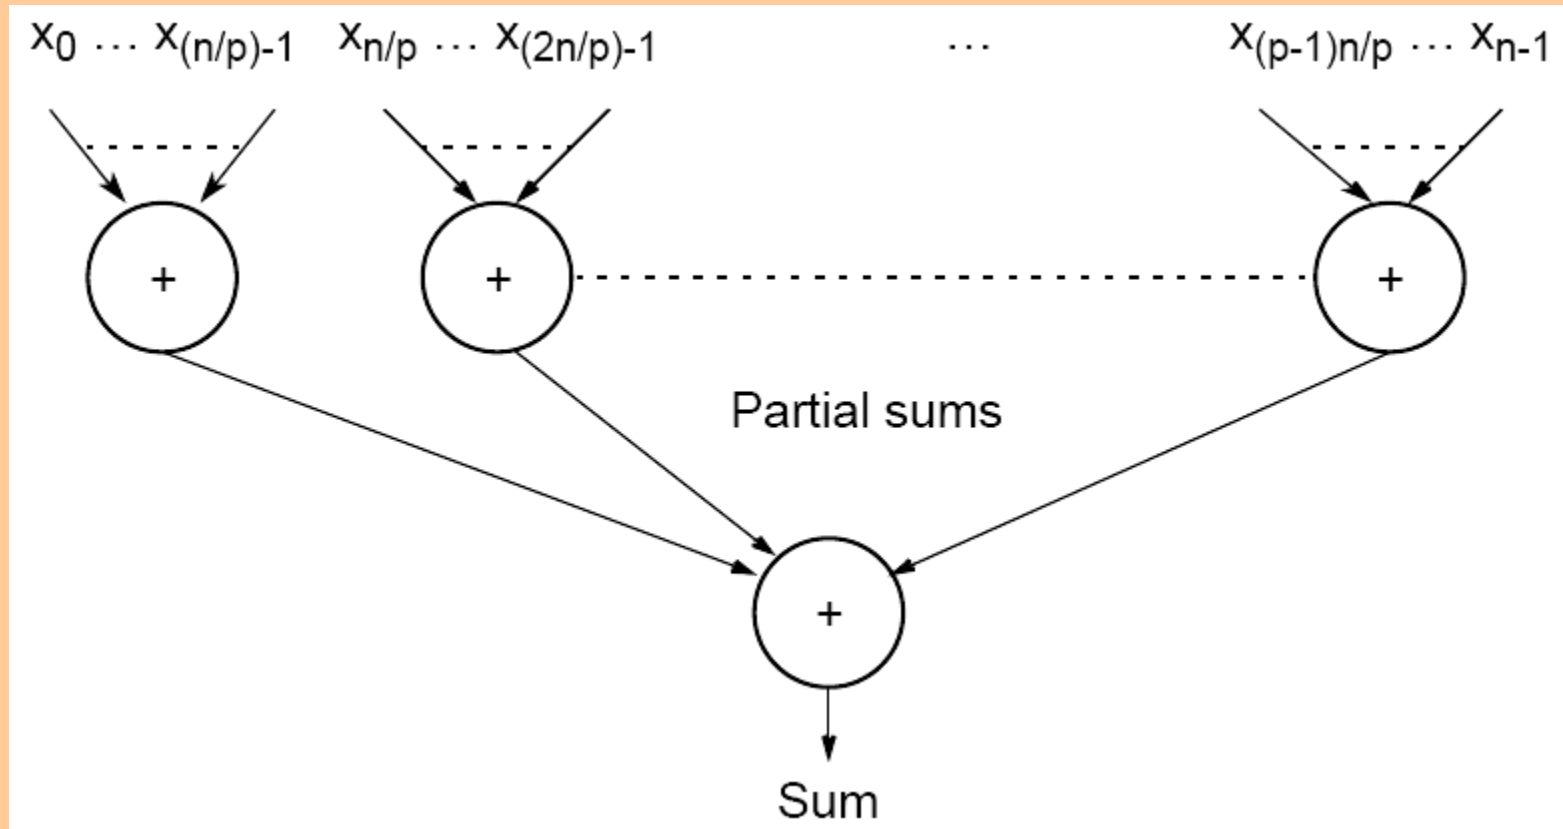 x0 … x(n/p)-1 xn/p … x(2n/p)-1 … x(p-1)n/p … xn-1
+ + +
Partial sums
+
Sum